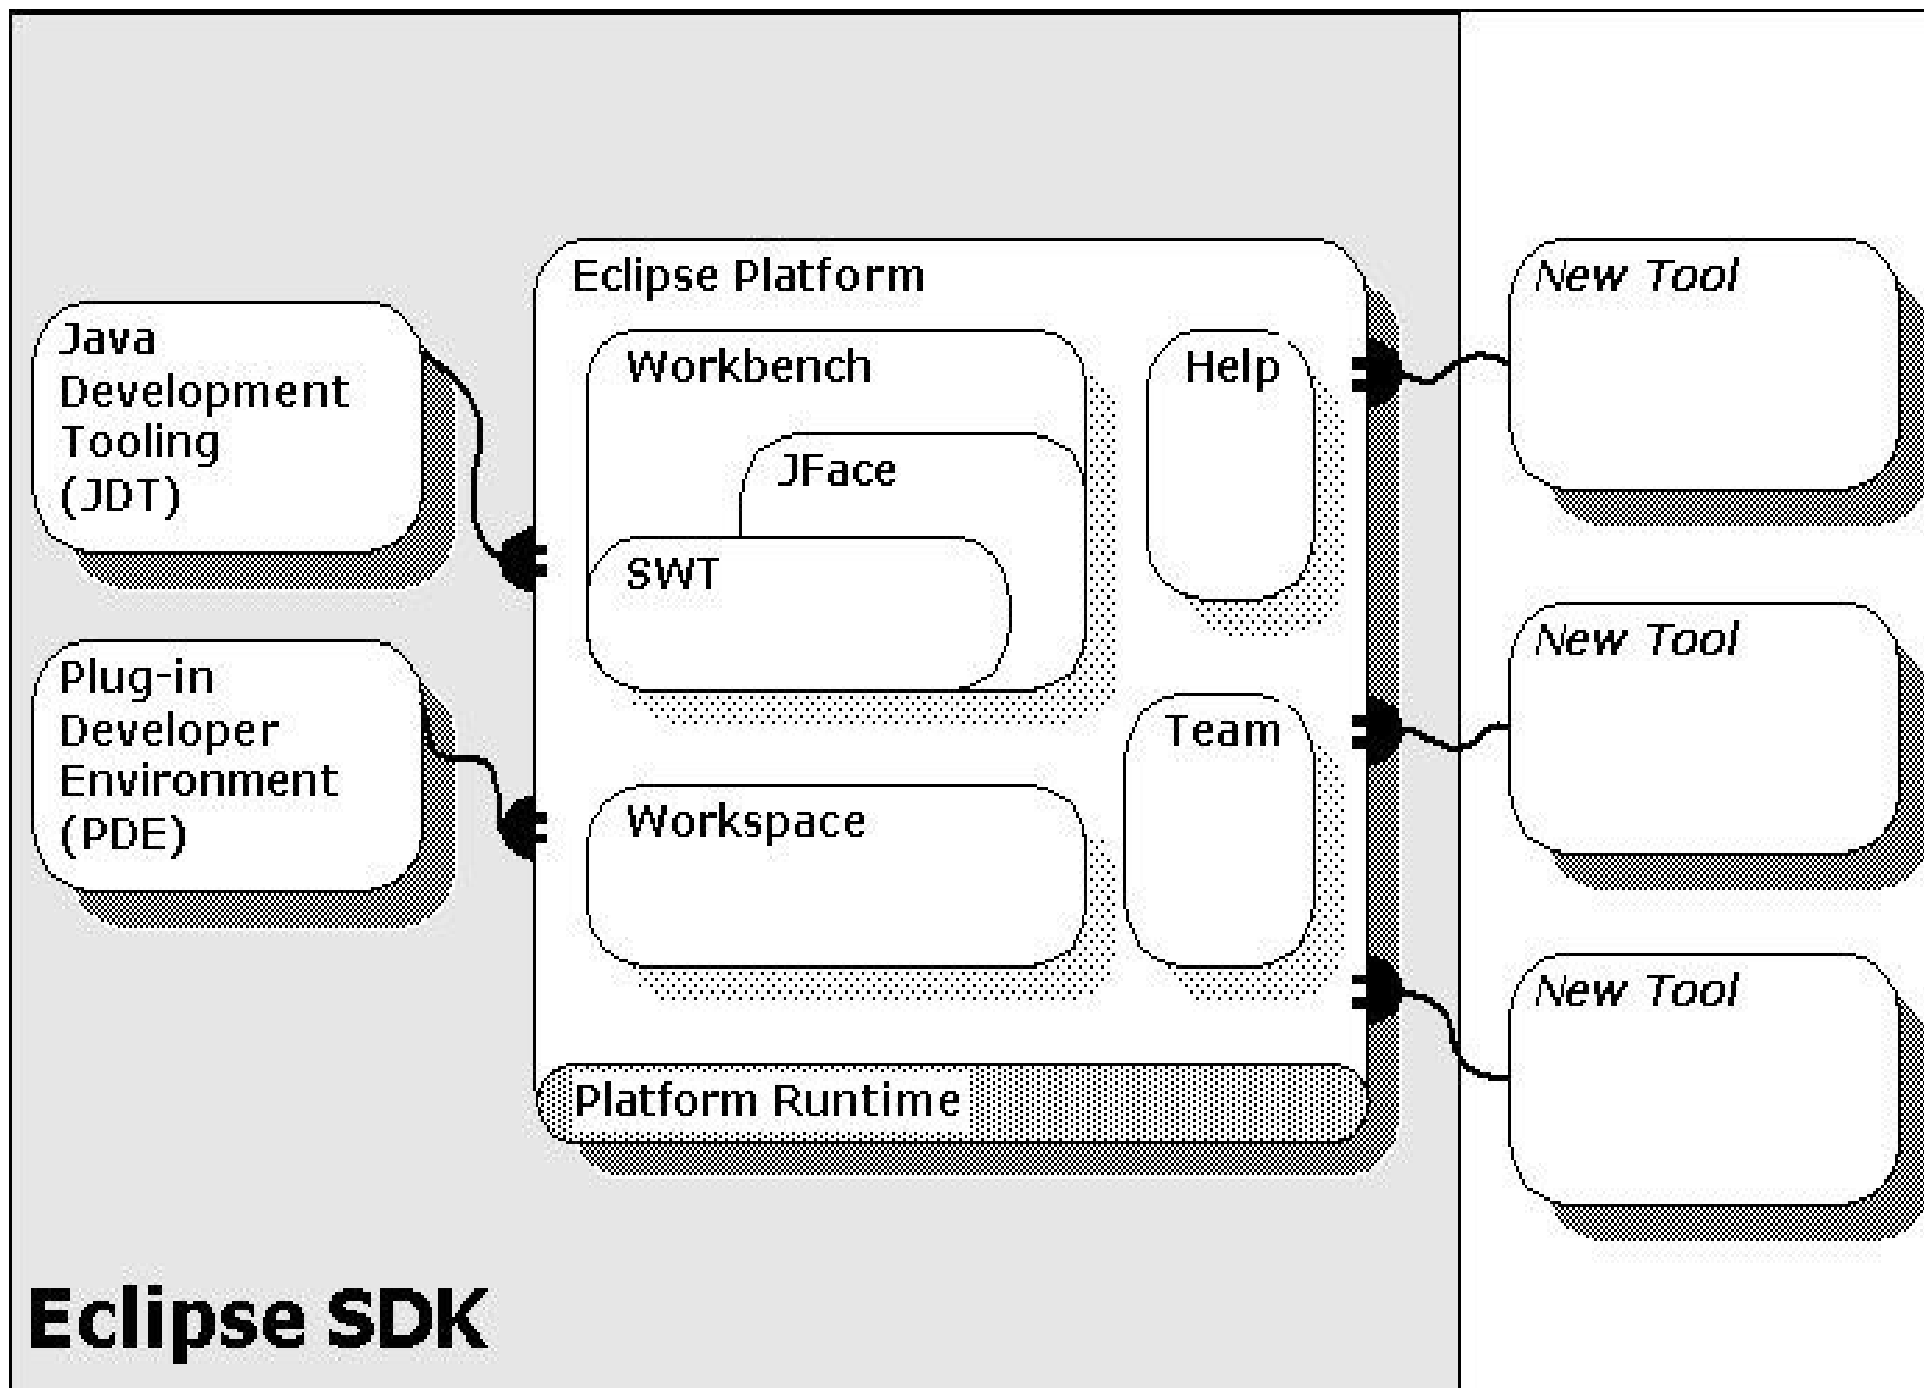 Eclipse Platform
New Tool
Java
Development
Tooling
(JDT)
Workbench
Help
JFace
SWT
New Tool
Plug-in
Developer
Environment
(PDE)
Team
Workspace
New Tool
Platform Runtime
Eclipse SDK